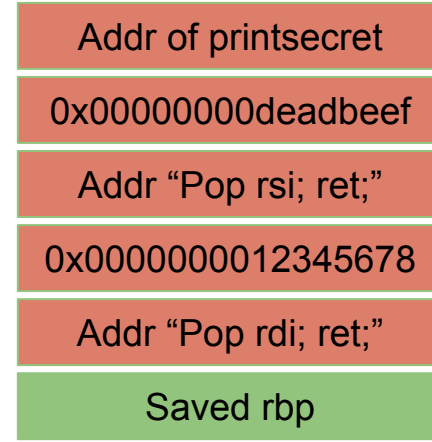 Addr of printsecret
0x00000000deadbeef
Addr “Pop rsi; ret;”
0x0000000012345678
Addr “Pop rdi; ret;”
Saved rbp